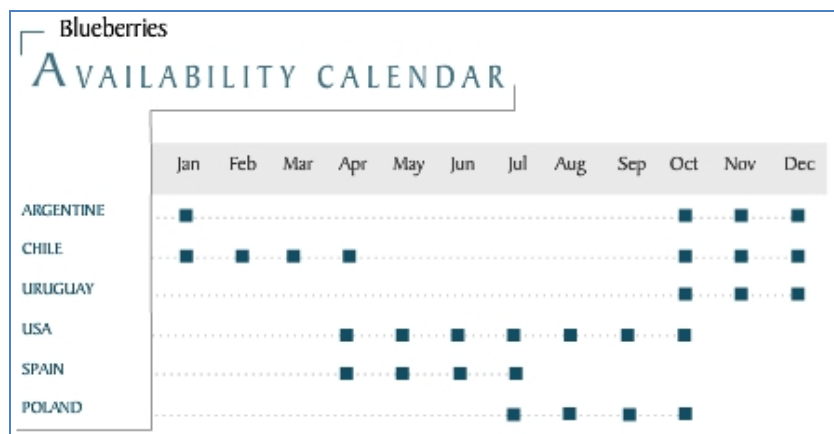 Blueberries
AVAILABILITY CALENDAR
Jan Feb Mar Apr May Jun Jul Aug Sep Oct Nov Dec
ARGENTINE
CHILE
URUGUAY
USA
SPAIN
POLAND